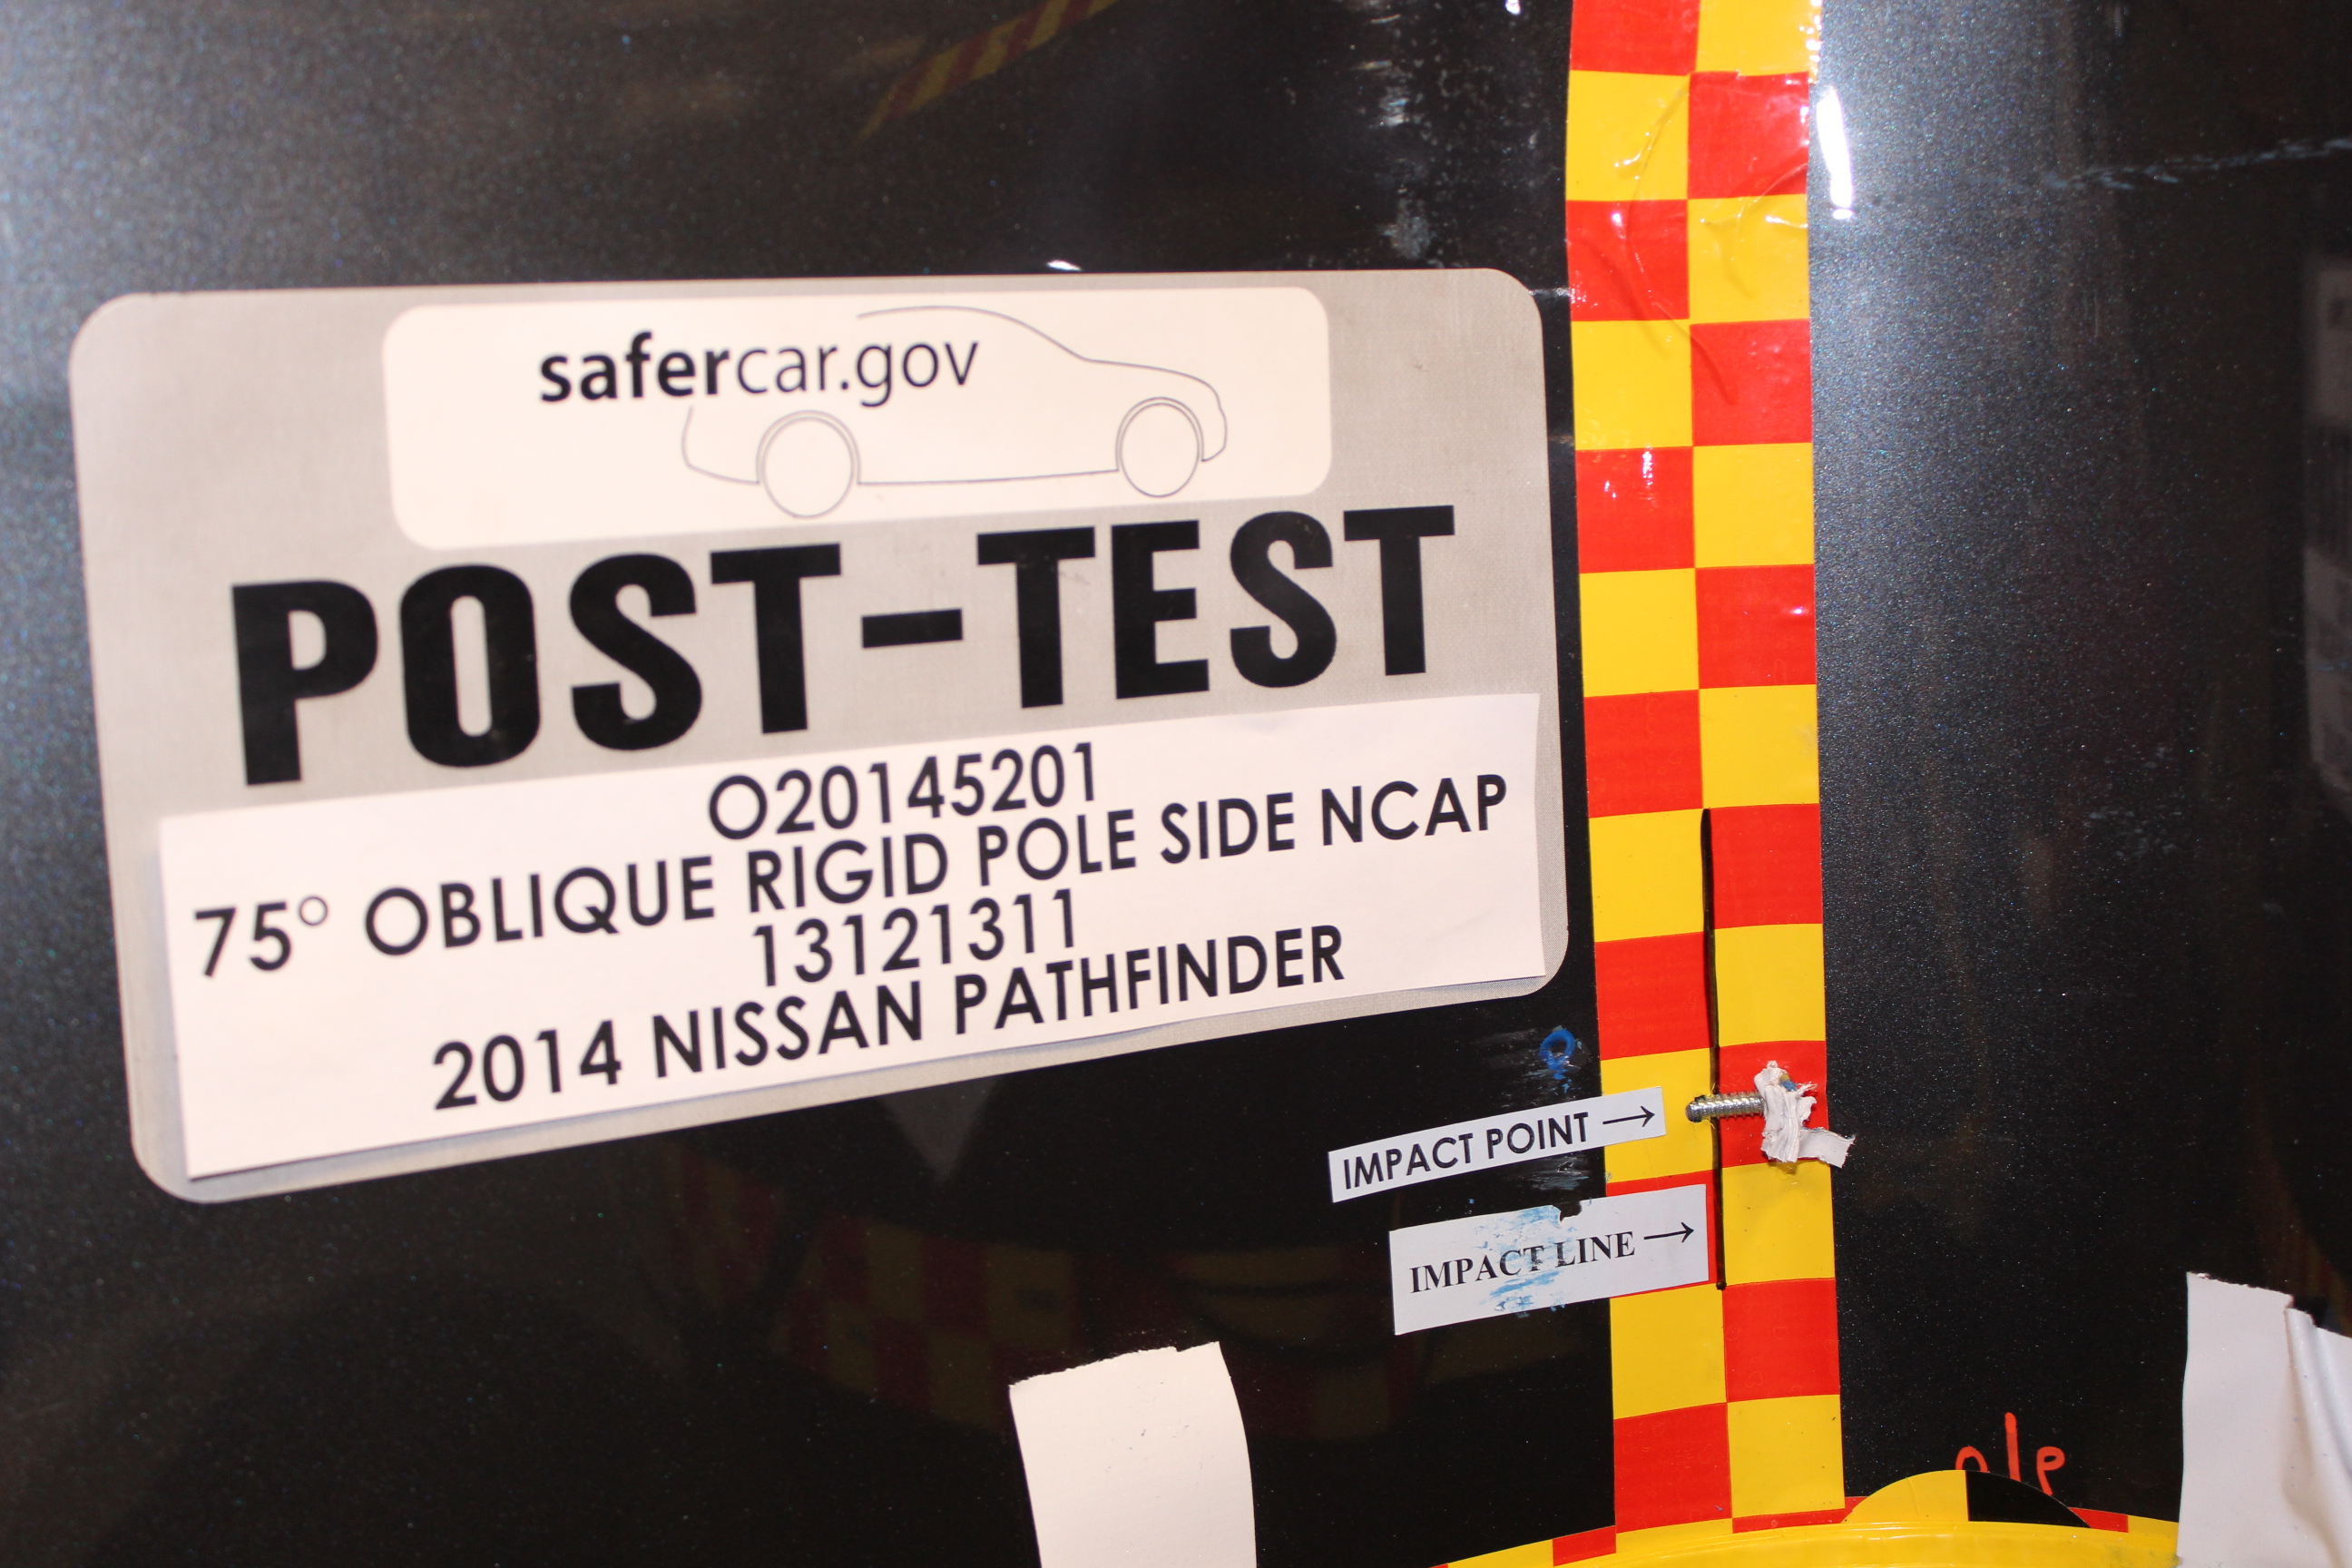 safercar.gov
POST-TEST
O20145201
75° OBLIQUE RIGID POLE SIDE NCAP
13121311
2014 NISSAN PATHFINDER
IMPACT POINT →
IMPACT LINE →